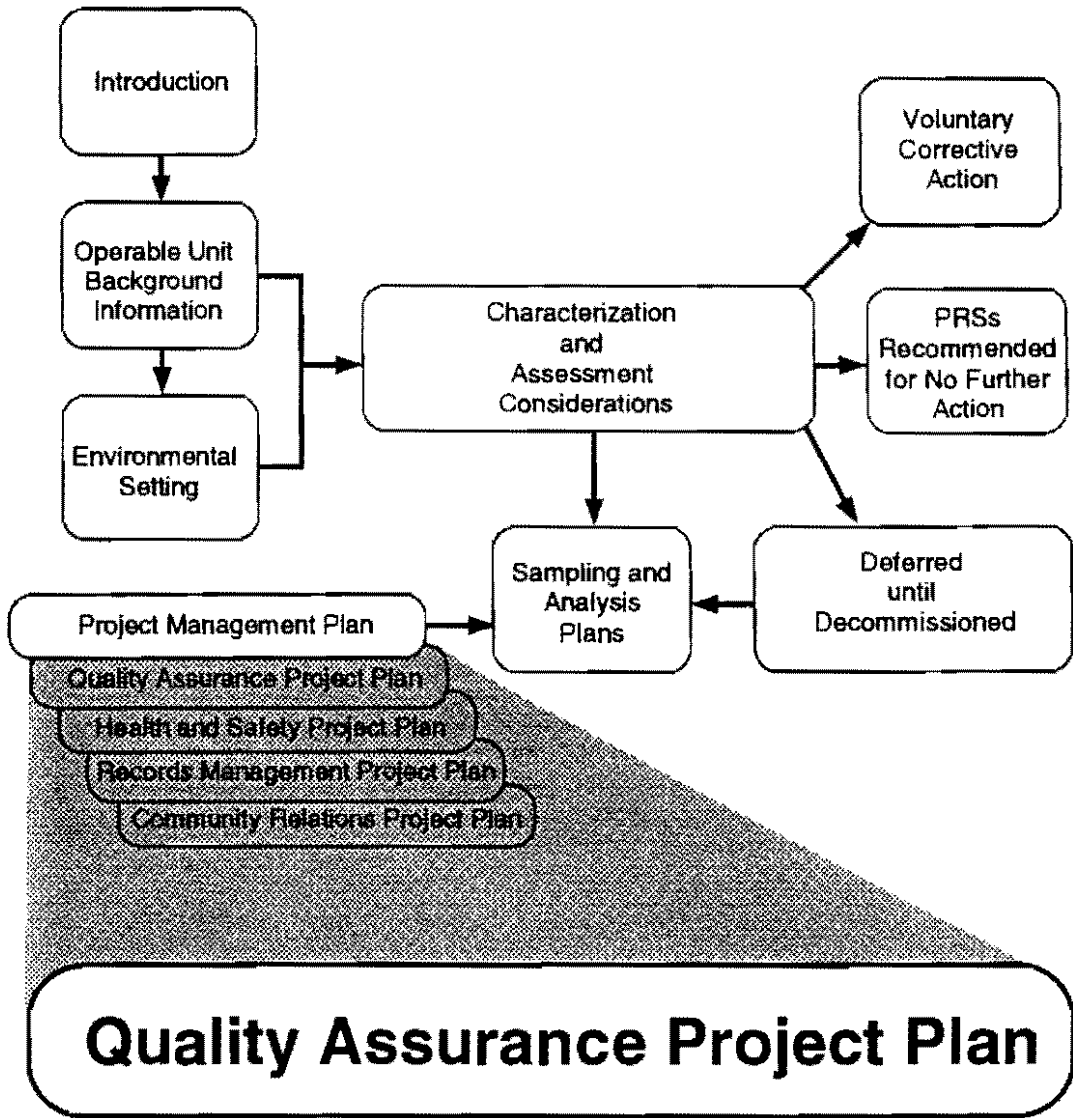 Introduction
Operable Unit
Background
Information
Environmental
Setting
Characterization
and
Assessment
Considerations
Voluntary
Corrective
Action
PRSs
Recommended
for No Further
Action
Deferred
until
Decommissioned
Sampling and
Analysis
Plans
Project Management Plan
Quality Assurance Project Plan
Health and Safety Project Plan
Records Management Project Plan
Community Relations Project Plan
Quality Assurance Project Plan